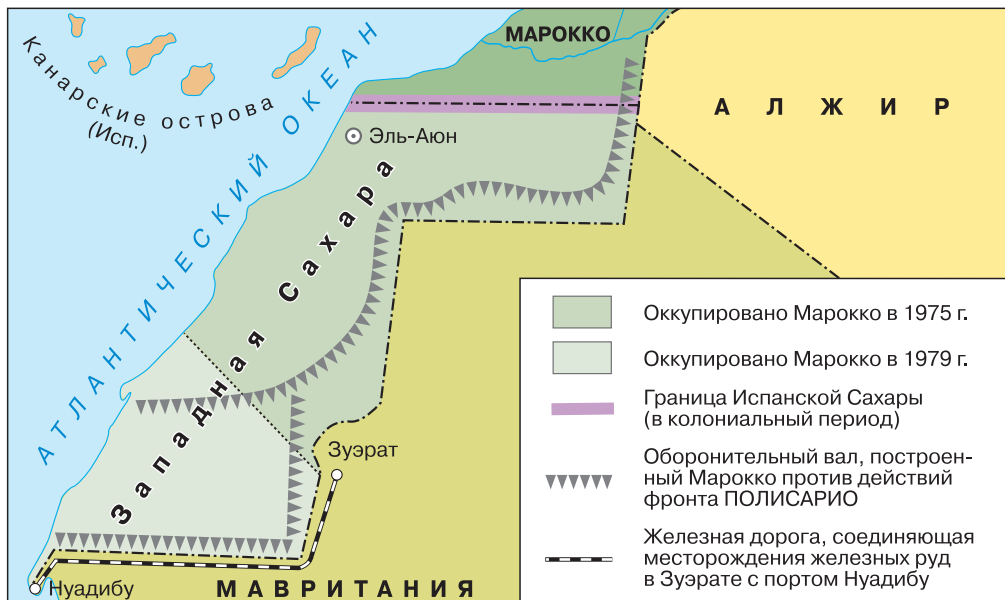 МАРОККО
Канарские острова
(Исп.)
АТЛАНТИЧЕСКИЙ ОКЕАН
АЛЖИР
Эль-Аюн
Западная Сахара
Зуэрат
Нуадибу
МАВРИТАНИЯ
Оккупировано Марокко в 1975 г.
Оккупировано Марокко в 1979 г.
Граница Испанской Сахары
(в колониальный период)
Оборонительный вал, построен-
ный Марокко против действий
фронта ПОЛИСАРИО
Железная дорога, соединяющая
месторождения железных руд
в Зуэрате с портом Нуадибу